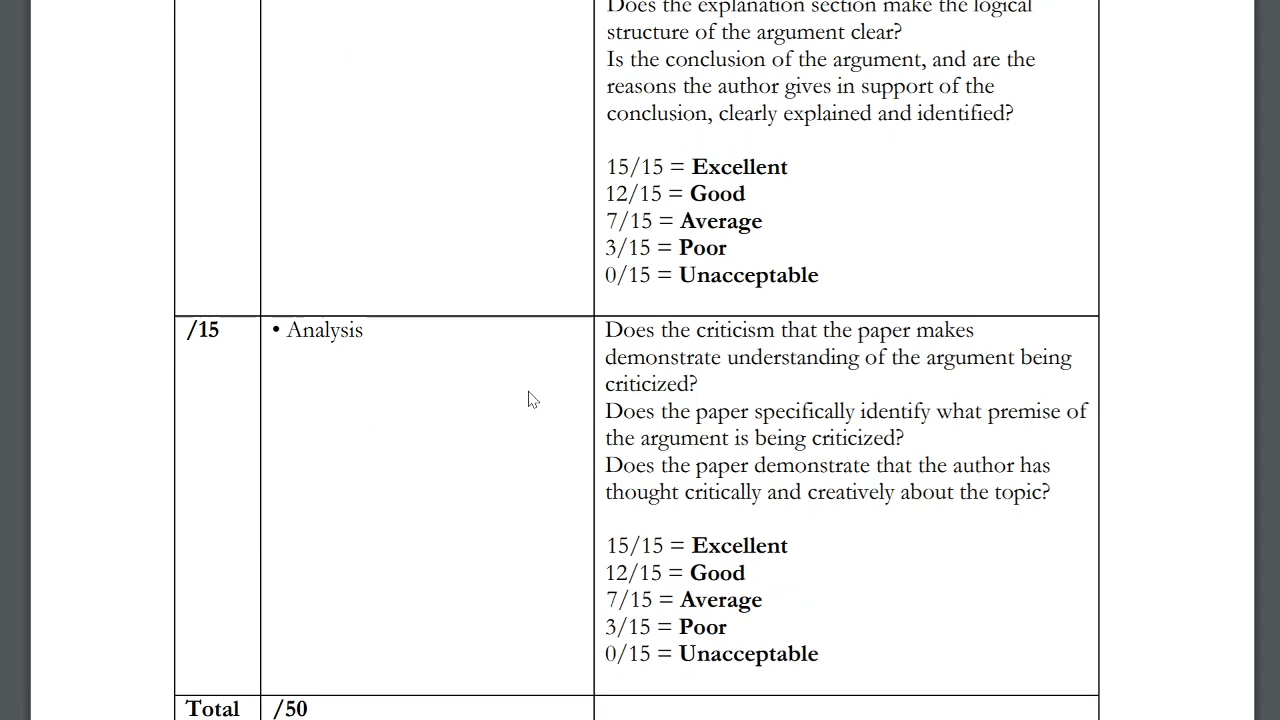 Does the explanation section make the logical
structure of the argument clear?
Is the conclusion of the argument, and are the
reasons the author gives in support of the
conclusion, clearly explained and identified?
15/15 = Excellent
12/15 = Good
7/15 = Average
3/15 = Poor
0/15 = Unacceptable
/15
• Analysis
Does the criticism that the paper makes
demonstrate understanding of the argument being
criticized?
Does the paper specifically identify what premise of
the argument is being criticized?
Does the paper demonstrate that the author has
thought critically and creatively about the topic?
15/15 = Excellent
12/15 = Good
7/15 = Average
3/15 = Poor
0/15 = Unacceptable
Total
/50